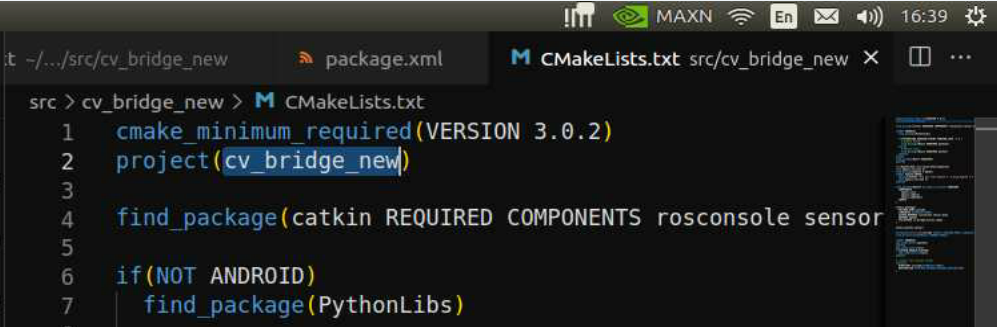 MAXN En 16:39
:t ~/.../src/cv_bridge_new package.xml M CMakeLists.txt src/cv_bridge_new ×
src > cv_bridge_new > M CMakeLists.txt
1 cmake_minimum_required(VERSION 3.0.2)
2 project(cv_bridge_new)
3
4 find_package(catkin REQUIRED COMPONENTS rosconsole sensor
5
6 if(NOT ANDROID)
7 find_package(PythonLibs)